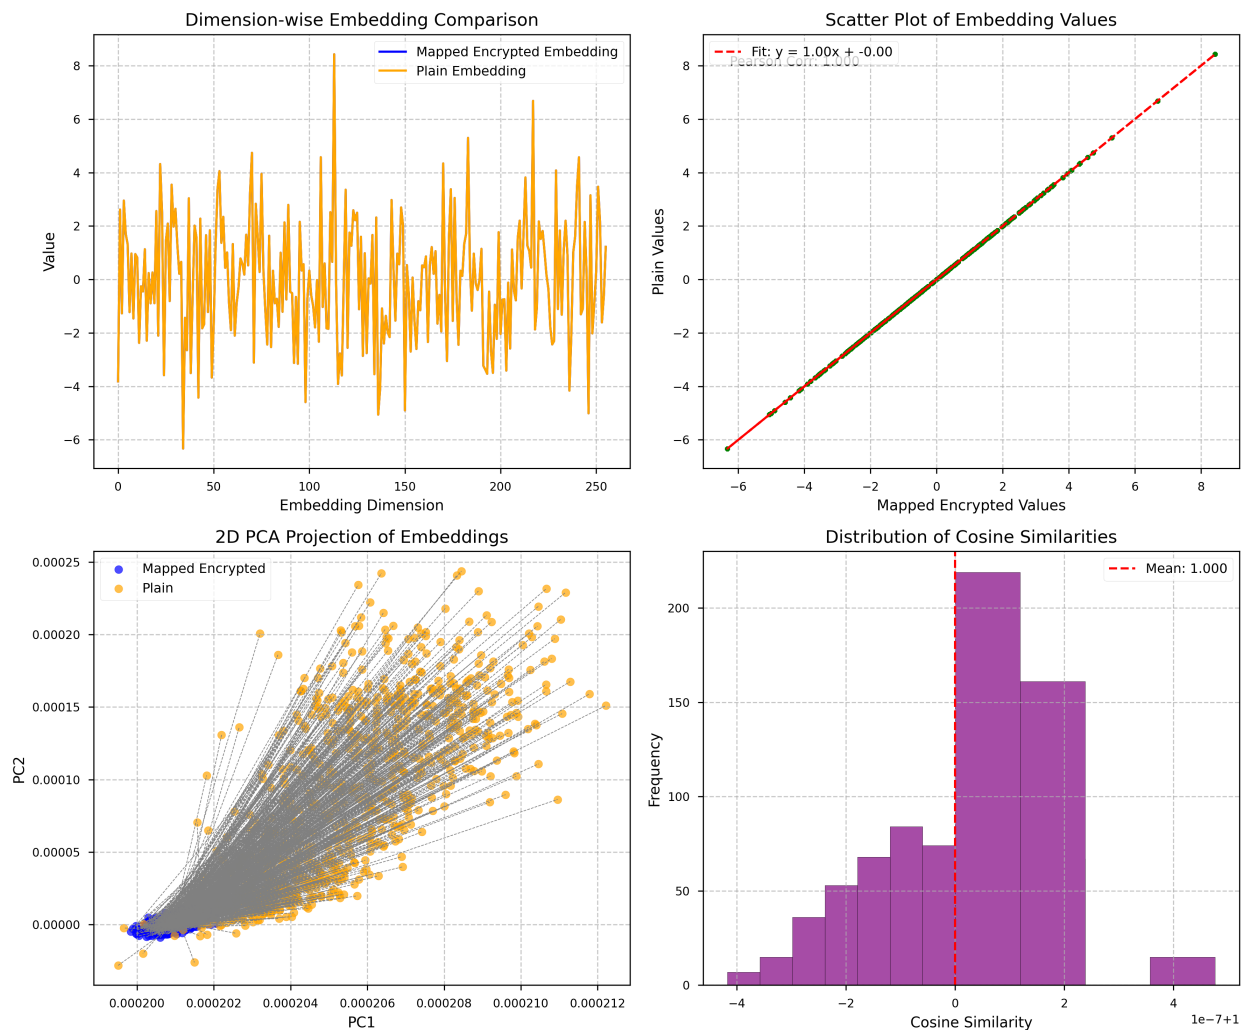 Dimension-wise Embedding Comparison
Mapped Encrypted Embedding
Plain Embedding
Value
8
6
4
2
0
−2
−4
−6
0 50 100 150 200 250
Embedding Dimension
Scatter Plot of Embedding Values
Fit: y = 1.00x + -0.00
Pearson Corr: 1.000
Plain Values
8
6
4
2
0
−2
−4
−6
−6 −4 −2 0 2 4 6 8
Mapped Encrypted Values
2D PCA Projection of Embeddings
Mapped Encrypted
Plain
PC2
0.00025
0.00020
0.00015
0.00010
0.00005
0.00000
0.000200 0.000202 0.000204 0.000206 0.000208 0.000210 0.000212
PC1
Distribution of Cosine Similarities
Mean: 1.000
Frequency
200
150
100
50
0
−4 −2 0 2 4
1e−7+1
Cosine Similarity